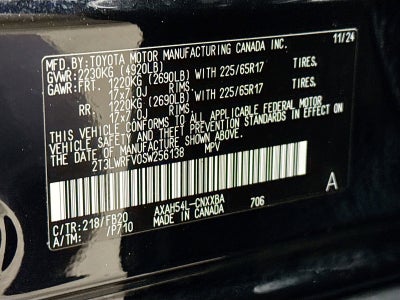 MFD. BY: TOYOTA MOTOR MANUFACTURING CANADA INC. 11/24
GVWR: 2230KG (4920LB)
GAWR: FRT. 1220KG (2690LB) WITH 225/65R17 TIRES,
17x7.0J RIMS,
RR. 1220KG (2690LB) WITH 225/65R17 TIRES,
17x7.0J RIMS,
THIS VEHICLE CONFORMS TO ALL APPLICABLE FEDERAL MOTOR
VEHICLE SAFETY AND THEFT PREVENTION STANDARDS IN EFFECT
ON THE DATE OF MANUFACTURE SHOWN ABOVE.
2T3LWRFV0SW256138 MPV
C/TR: 218/FB20 AXAH54L-CNXXBA 706
A/TM: /P710 MADE IN CANADA
A